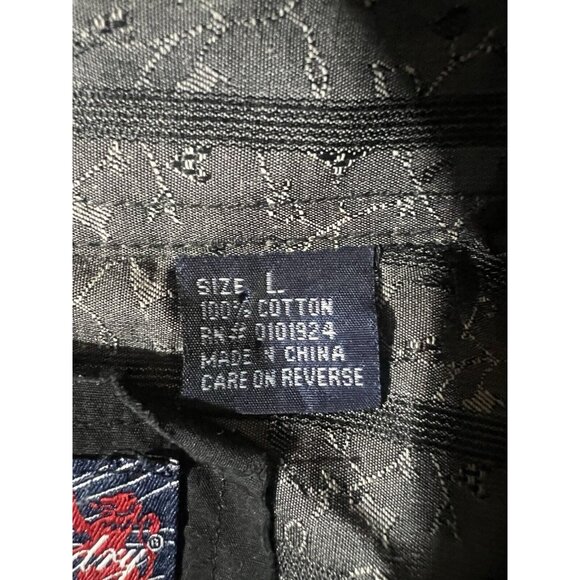 SIZE L
100% COTTON
RN# 0101924
MADE IN CHINA
CARE ON REVERSE
®